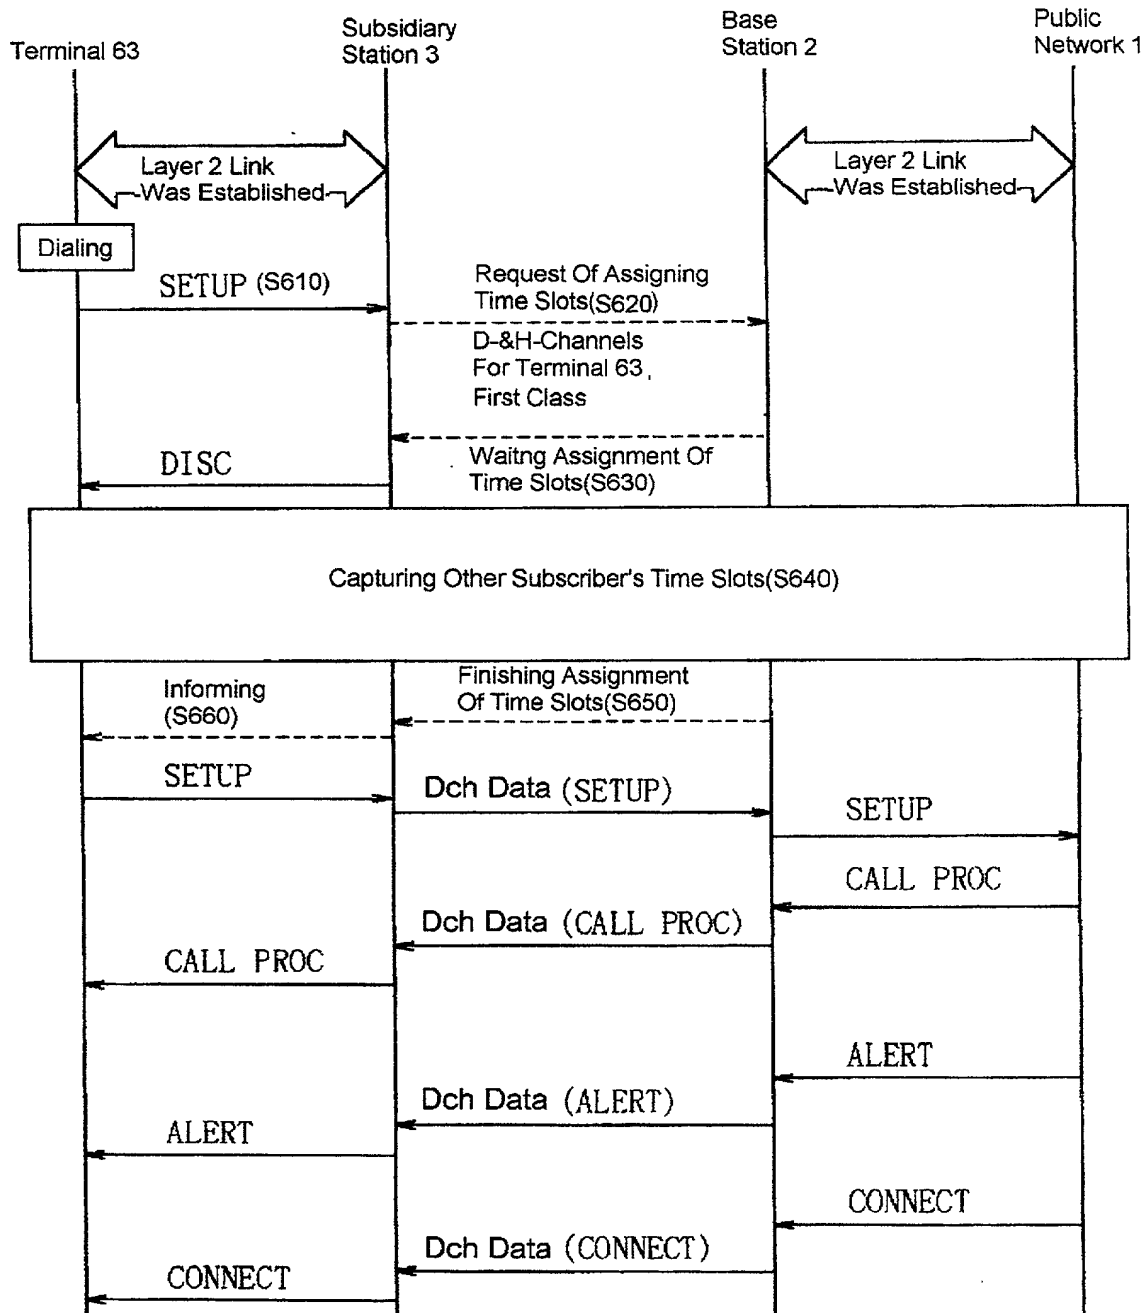 Terminal 63
Subsidiary
Station 3
Base
Station 2
Public
Network 1
Layer 2 Link
Was Established
Layer 2 Link
Was Established
Dialing
SETUP (S610)
Request Of Assigning
Time Slots(S620)
D-&H-Channels
For Terminal 63,
First Class
Waitng Assignment Of
Time Slots(S630)
DISC
Capturing Other Subscriber's Time Slots(S640)
Finishing Assignment
Of Time Slots(S650)
Informing
(S660)
SETUP
Dch Data (SETUP)
SETUP
CALL PROC
Dch Data (CALL PROC)
CALL PROC
ALERT
Dch Data (ALERT)
ALERT
CONNECT
Dch Data (CONNECT)
CONNECT